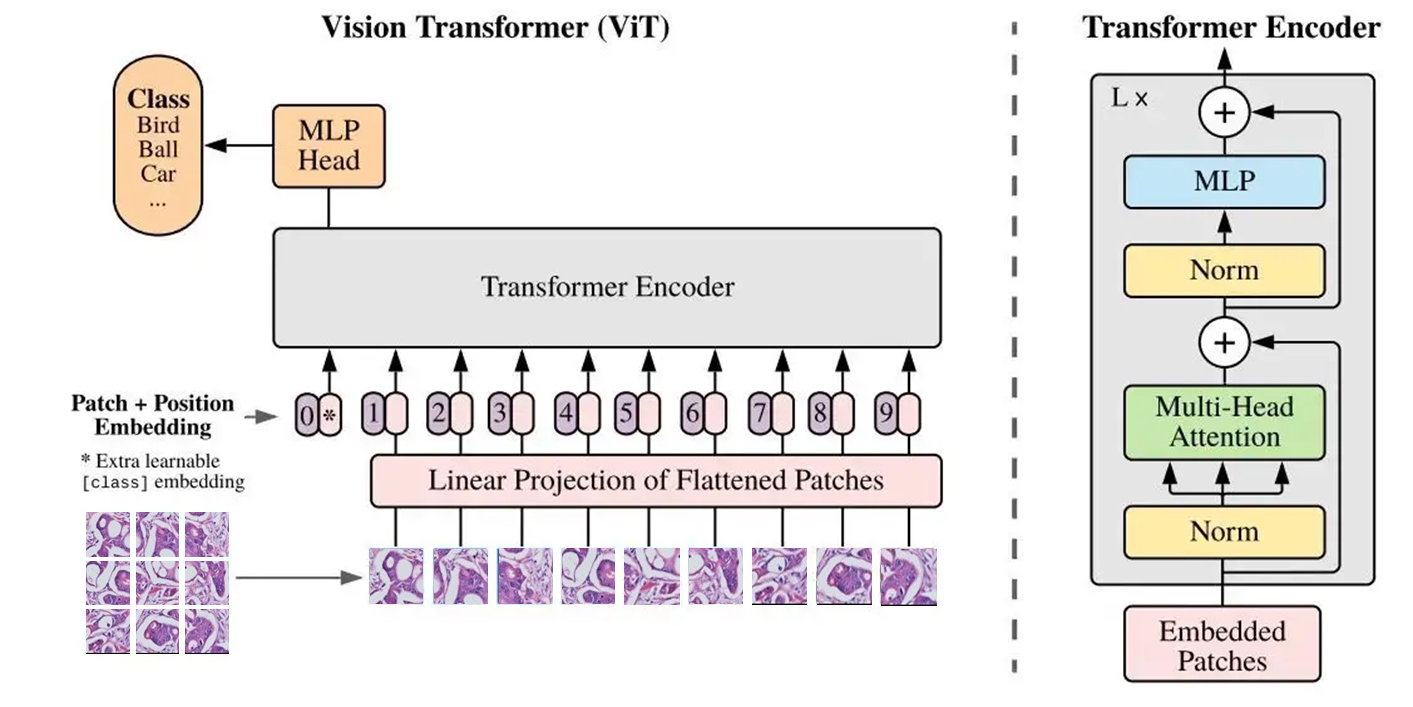 Vision Transformer (ViT)
Class
Bird
Ball
Car
...
MLP
Head
Transformer Encoder
Patch + Position
Embedding
0 * 1 2 3 4 5 6 7 8 9
* Extra learnable
[class] embedding
Linear Projection of Flattened Patches
Transformer Encoder
L x
+
MLP
Norm
+
Multi-Head
Attention
Norm
Embedded
Patches